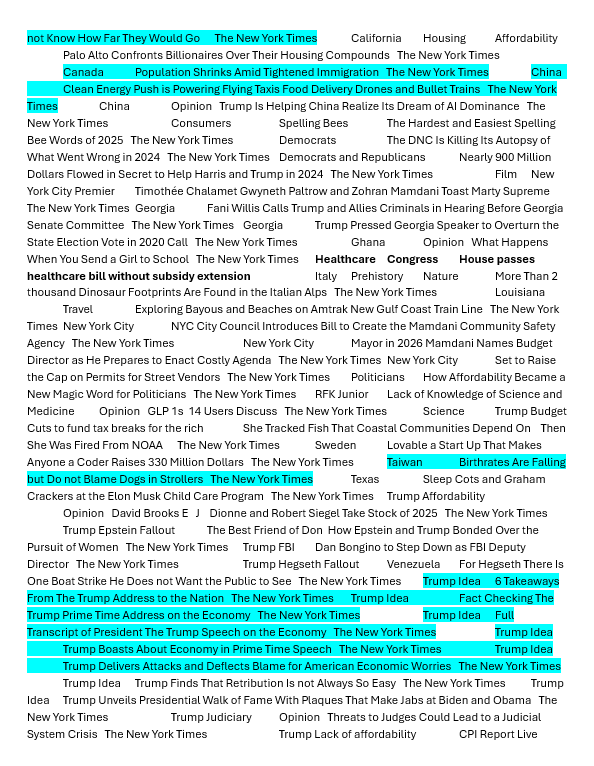 not Know How Far They Would Go The New York Times California Housing Affordability
Palo Alto Confronts Billionaires Over Their Housing Compounds The New York Times
Canada Population Shrinks Amid Tightened Immigration The New York Times China
Clean Energy Push is Powering Flying Taxis Food Delivery Drones and Bullet Trains The New York
Times China Opinion Trump Is Helping China Realize Its Dream of AI Dominance The
New York Times Consumers Spelling Bees The Hardest and Easiest Spelling
Bee Words of 2025 The New York Times Democrats The DNC Is Killing Its Autopsy of
What Went Wrong in 2024 The New York Times Democrats and Republicans Nearly 900 Million
Dollars Flowed in Secret to Help Harris and Trump in 2024 The New York Times Film New
York City Premier Timothée Chalamet Gwyneth Paltrow and Zohran Mamdani Toast Marty Supreme
The New York Times Georgia Fani Willis Calls Trump and Allies Criminals in Hearing Before Georgia
Senate Committee The New York Times Georgia Trump Pressed Georgia Speaker to Overturn the
State Election Vote in 2020 Call The New York Times Ghana Opinion What Happens
When You Send a Girl to School The New York Times Healthcare Congress House passes
healthcare bill without subsidy extension Italy Prehistory Nature More Than 2
thousand Dinosaur Footprints Are Found in the Italian Alps The New York Times Louisiana
Travel Exploring Bayous and Beaches on Amtrak New Gulf Coast Train Line The New York
Times New York City NYC City Council Introduces Bill to Create the Mamdani Community Safety
Agency The New York Times New York City Mayor in 2026 Mamdani Names Budget
Director as He Prepares to Enact Costly Agenda The New York Times New York City Set to Raise
the Cap on Permits for Street Vendors The New York Times Politicians How Affordability Became a
New Magic Word for Politicians The New York Times RFK Junior Lack of Knowledge of Science and
Medicine Opinion GLP 1s 14 Users Discuss The New York Times Science Trump Budget
Cuts to fund tax breaks for the rich She Tracked Fish That Coastal Communities Depend On Then
She Was Fired From NOAA The New York Times Sweden Lovable a Start Up That Makes
Anyone a Coder Raises 330 Million Dollars The New York Times Taiwan Birthrates Are Falling
but Do not Blame Dogs in Strollers The New York Times Texas Sleep Cots and Graham
Crackers at the Elon Musk Child Care Program The New York Times Trump Affordability
Opinion David Brooks E J Dionne and Robert Siegel Take Stock of 2025 The New York Times
Trump Epstein Fallout The Best Friend of Don How Epstein and Trump Bonded Over the
Pursuit of Women The New York Times Trump FBI Dan Bongino to Step Down as FBI Deputy
Director The New York Times Trump Hegseth Fallout Venezuela For Hegseth There Is
One Boat Strike He Does not Want the Public to See The New York Times Trump Idea 6 Takeaways
From The Trump Address to the Nation The New York Times Trump Idea Fact Checking The
Trump Prime Time Address on the Economy The New York Times Trump Idea Full
Transcript of President The Trump Speech on the Economy The New York Times Trump Idea
Trump Boasts About Economy in Prime Time Speech The New York Times Trump Idea
Trump Delivers Attacks and Deflects Blame for American Economic Worries The New York Times
Trump Idea Trump Finds That Retribution Is not Always So Easy The New York Times Trump
Idea Trump Unveils Presidential Walk of Fame With Plaques That Make Jabs at Biden and Obama The
New York Times Trump Judiciary Opinion Threats to Judges Could Lead to a Judicial
System Crisis The New York Times Trump Lack of affordability CPI Report Live